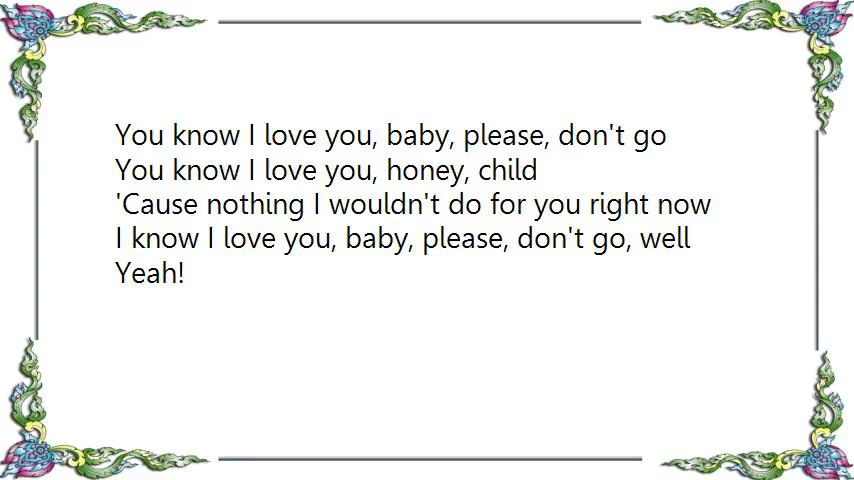 You know I love you, baby, please, don't go
You know I love you, honey, child
'Cause nothing I wouldn't do for you right now
I know I love you, baby, please, don't go, well
Yeah!